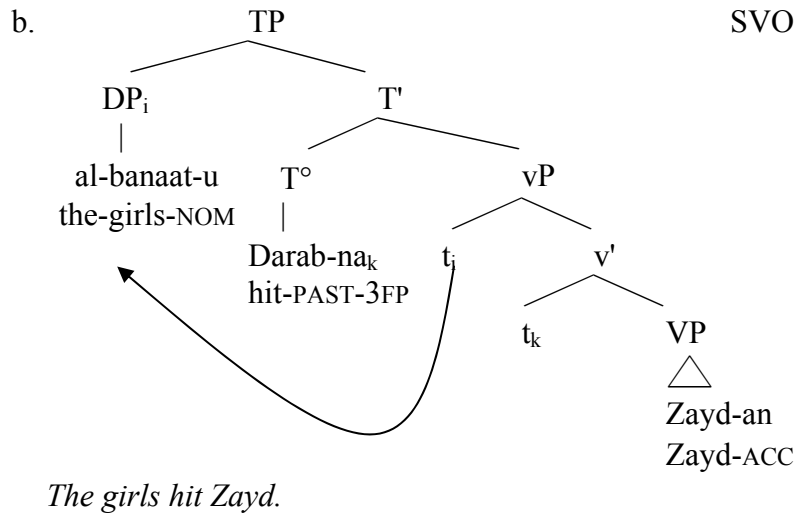 b. TP SVO
DPᵢ T'
al-banaat-u T° vP
the-girls-NOM
Darab-naₖ tᵢ v'
hit-PAST-3FP
tₖ VP
Zayd-an
Zayd-ACC
The girls hit Zayd.